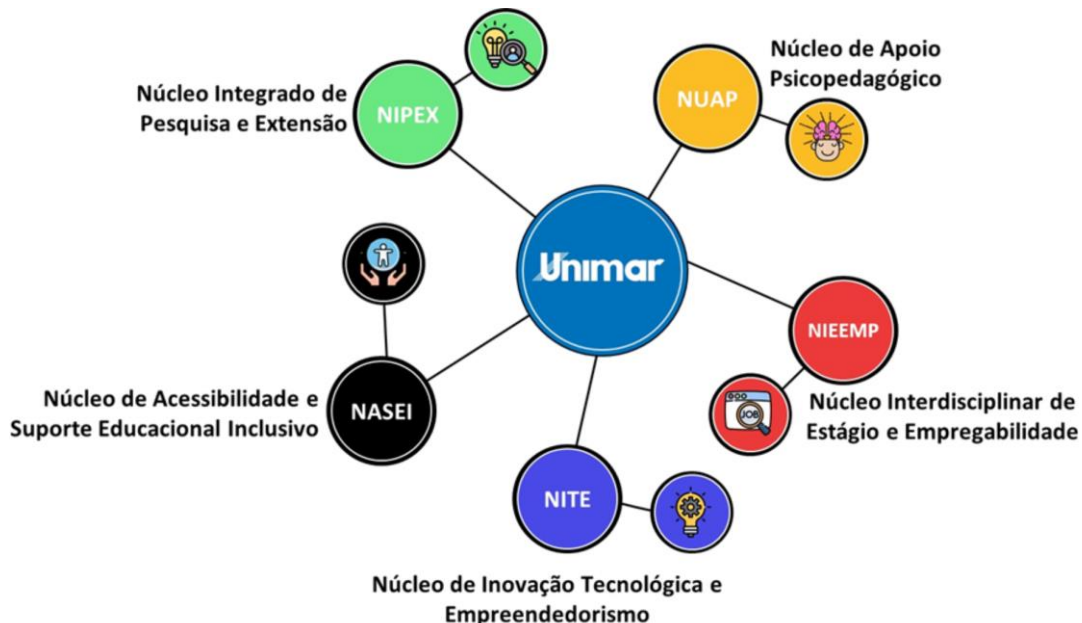 Núcleo de Apoio
Psicopedagógico
NUAP
Núcleo Integrado de
Pesquisa e Extensão
NIPEX
Unimar
NIEEMP
JOB
Núcleo Interdisciplinar de
Estágio e Empregabilidade
Núcleo de Acessibilidade e
Suporte Educacional Inclusivo
NASEI
NITE
Núcleo de Inovação Tecnológica e
Empreendedorismo